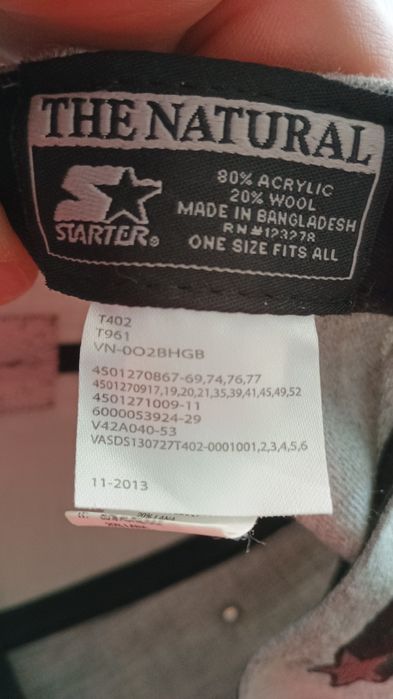 THE NATURAL
STARTER®
80% ACRYLIC
20% WOOL
MADE IN BANGLADESH
RN#123278
ONE SIZE FITS ALL
T402
T961
VN-0O2BHGB
4501270867-69,74,76,77
4501270917,19,20,21,35,39,41,45,49,52
4501271009-11
6000053924-29
V42A040-53
VASDS130727T402-0001001,2,3,4,5,6
11-2013